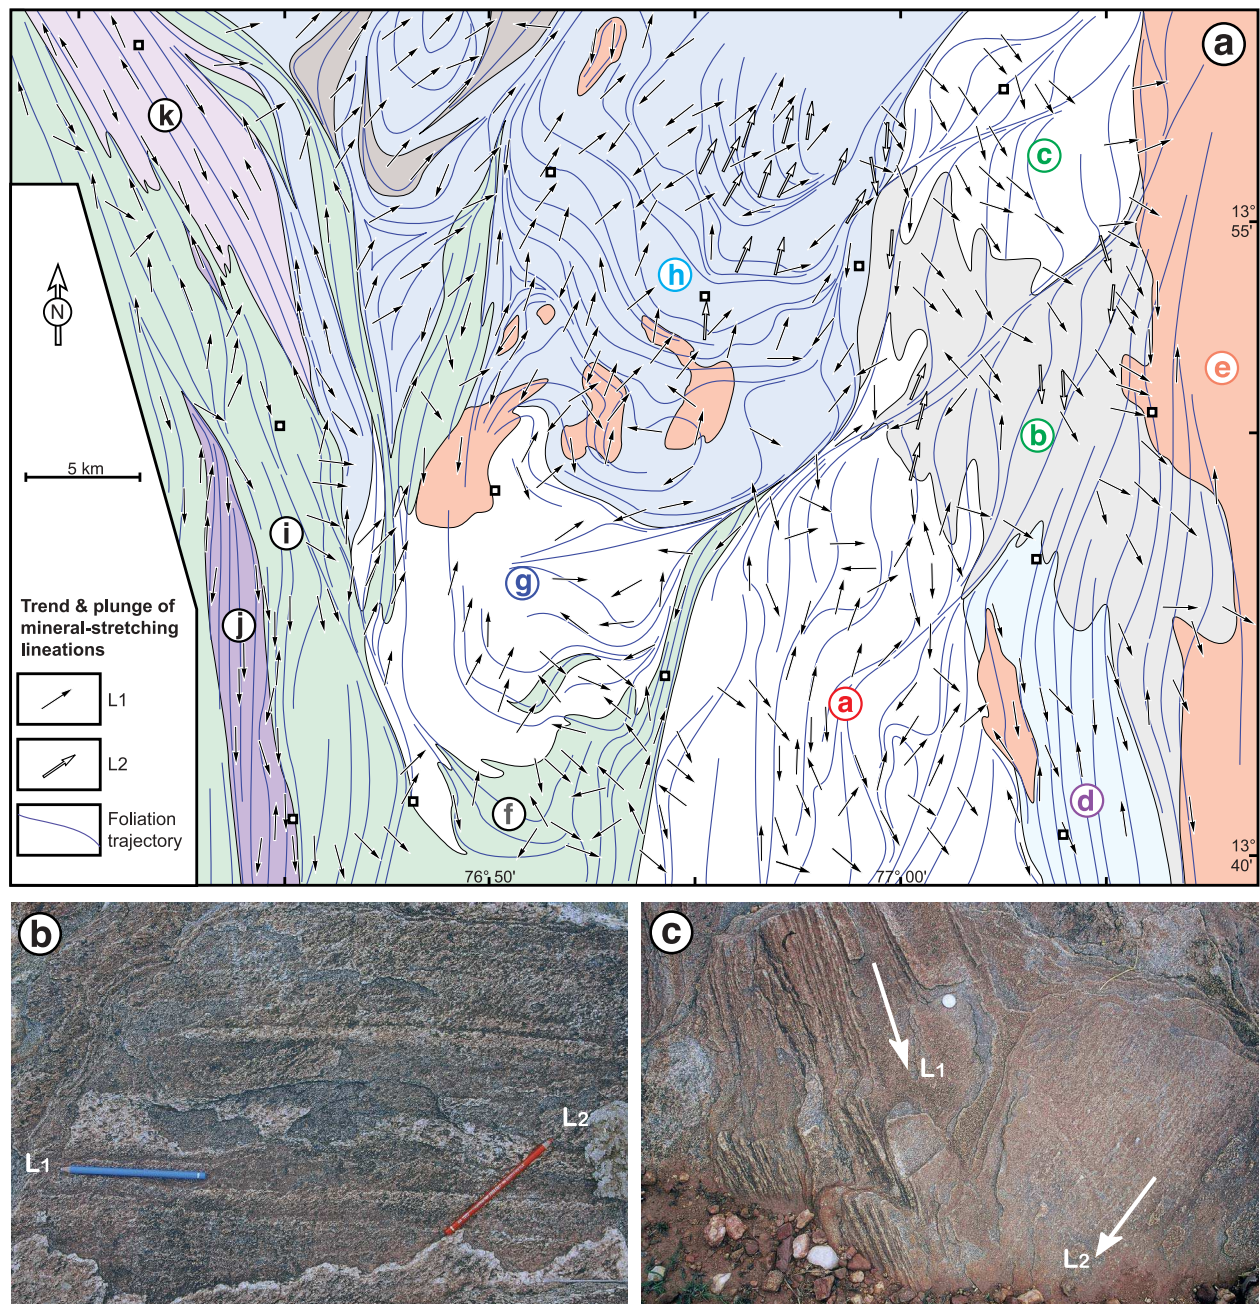 a
k
c
13°
55'
N
h
e
5 km
b
i
g
j
Trend & plunge of
mineral-stretching
lineations
L1
a
L2
d
f
Foliation
trajectory
13°
40'
76°50'
77°00'
b
L2
L1
c
L1
L2